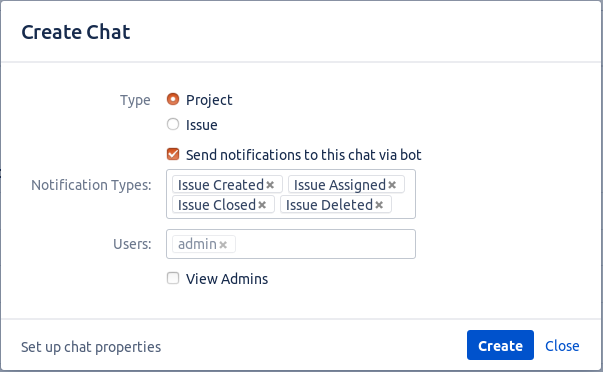 Create Chat
Type
Project
Issue
Send notifications to this chat via bot
Notification Types:
Issue Created× Issue Assigned×
Issue Closed× Issue Deleted×
Users:
admin×
View Admins
Set up chat properties
Create
Close